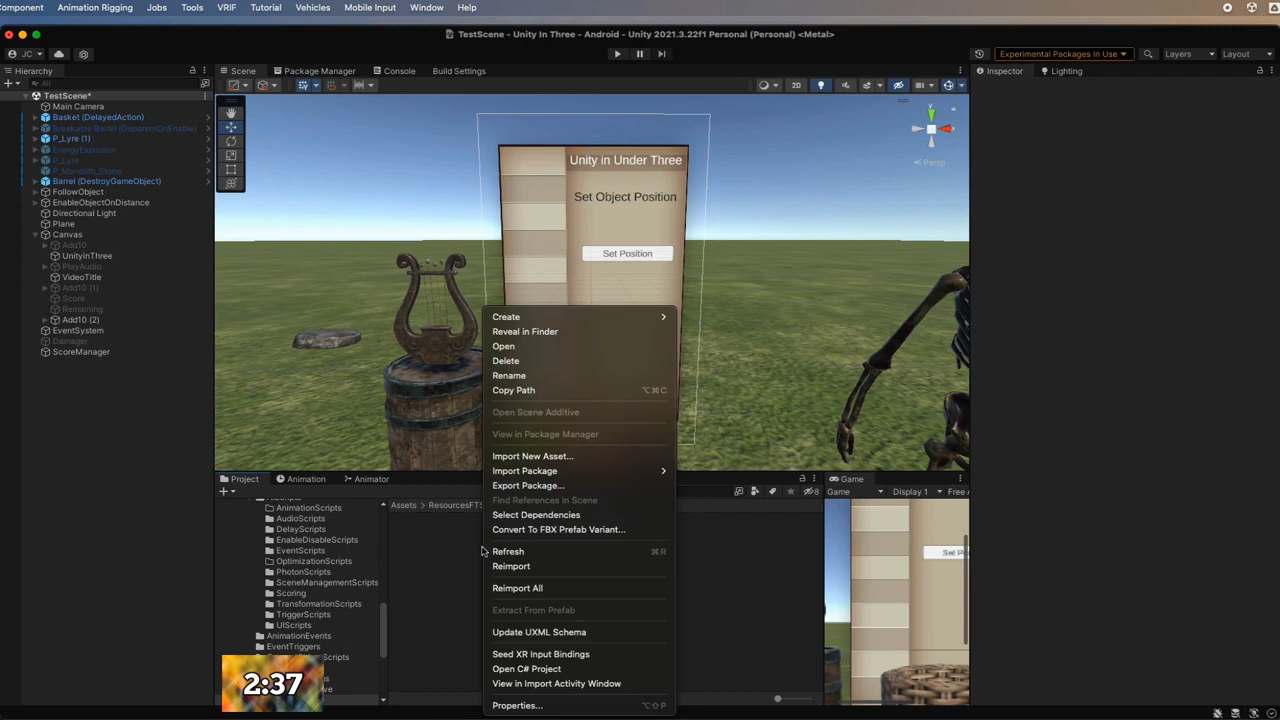 Component Animation Rigging Jobs Tools VRIF Tutorial Vehicles Mobile Input Window Help
TestScene - Unity In Three - Android - Unity 2021.3.22f1 Personal (Personal) <Metal>
JC Experimental Packages In Use Layers Layout
Hierarchy Scene Package Manager Console Build Settings Inspector Lighting
All 2D
TestScene*
Main Camera
Basket (DelayedAction)
Breakable Barrel (DeparentOnEnable)
P_Lyre (1)
EnergyExplosion
P_Lyre
P_Monolith_Stone
Barrel (DestroyGameObject)
FollowObject
EnableObjectOnDistance
Directional Light
Plane
Canvas
Add10
UnityinThree
PlayAudio
VideoTitle
Add10 (1)
Score
Remaining
Add10 (2)
EventSystem
Damager
ScoreManager
y
Persp
Unity in Under Three
Set Object Position
Set Position
Create
Reveal in Finder
Open
Delete
Rename
Copy Path ⌥⌘C
Open Scene Additive
View in Package Manager
Import New Asset...
Import Package
Export Package...
Find References In Scene
Select Dependencies
Convert To FBX Prefab Variant...
Refresh ⌘R
Reimport
Reimport All
Extract From Prefab
Update UXML Schema
Seed XR Input Bindings
Open C# Project
View in Import Activity Window
Properties... ⌥⇧P
Project Animation Animator
8
Assets ResourcesFTS
AnimationScripts
AudioScripts
DelayScripts
EnableDisableScripts
EventScripts
OptimizationScripts
PhotonScripts
SceneManagementScripts
Scoring
TransformationScripts
TriggerScripts
UIScripts
AnimationEvents
EventTriggers
2:37
Game
Game Display 1 Free A